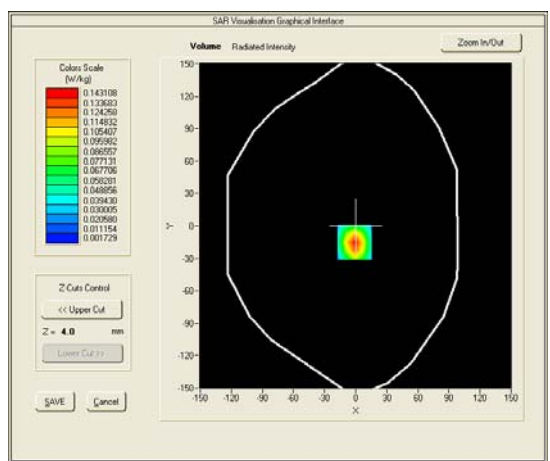 SAR Visualisation Graphical Interface
Volume Radiated Intensity
Zoom In/Out
Colors Scale
(W/kg)
0.143108
0.133683
0.124258
0.114832
0.105407
0.095982
0.086557
0.077131
0.067706
0.058281
0.048856
0.039430
0.030005
0.020580
0.011154
0.001729
Z Cuts Control
<< Upper Cut
Z = 4.0 mm
Lower Cut >>
SAVE Cancel
150
120
90
60
30
0
-30
-60
-90
-120
-150
Y
-150 -120 -90 -60 -30 0 30 60 90 120 150
X